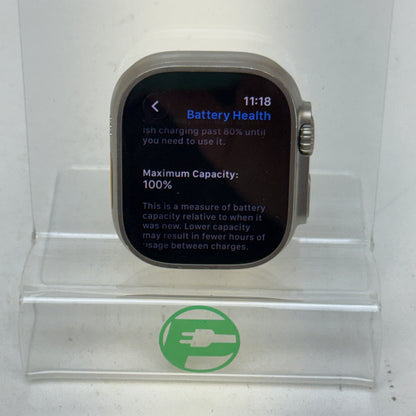 11:18
Battery Health
ish charging past 80% until
you need to use it.
Maximum Capacity:
100%
This is a measure of battery
capacity relative to when it
was new. Lower capacity
may result in fewer hours of
usage between charges.